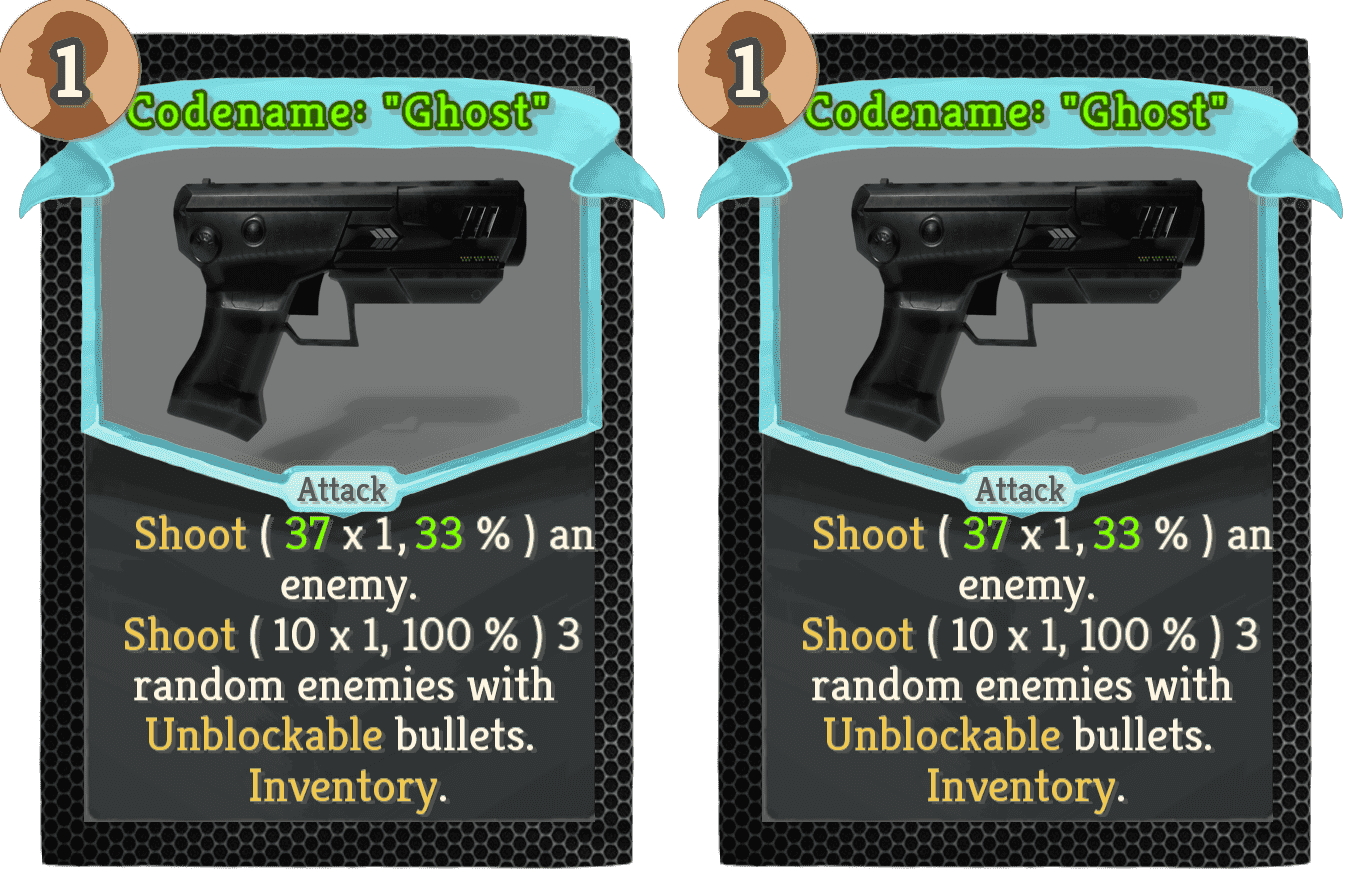 1
Codename: "Ghost"
Attack
Shoot ( 37 x 1, 33 % ) an
enemy.
Shoot ( 10 x 1, 100 % ) 3
random enemies with
Unblockable bullets.
Inventory.
1
Codename: "Ghost"
Attack
Shoot ( 37 x 1, 33 % ) an
enemy.
Shoot ( 10 x 1, 100 % ) 3
random enemies with
Unblockable bullets.
Inventory.